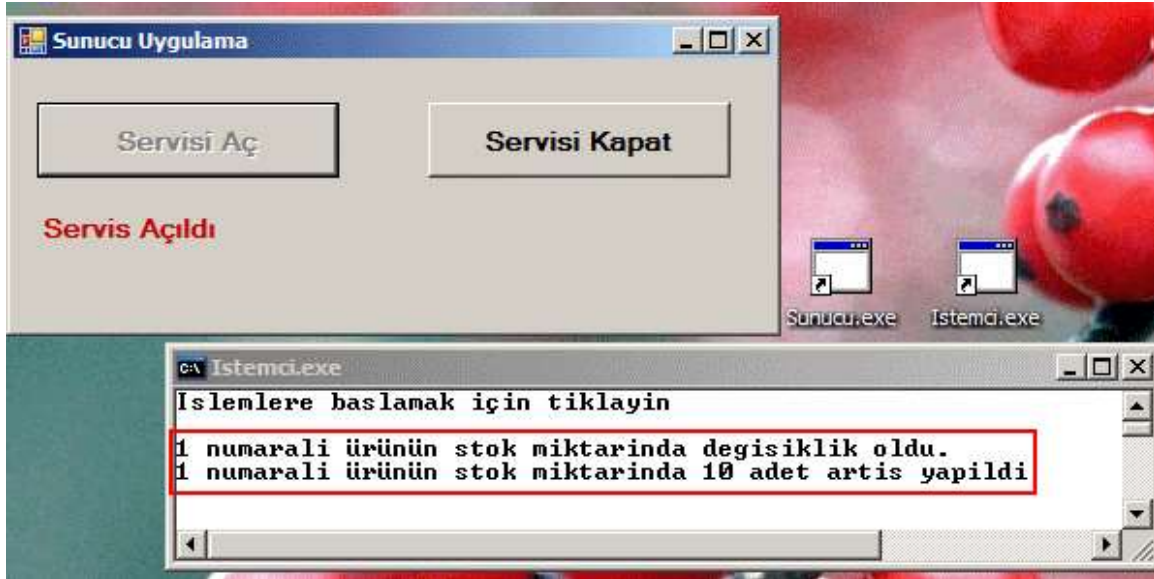 Sunucu Uygulama
Servisi Aç
Servisi Kapat
Servis Açıldı
Sunucu.exe
Istemci.exe
Istemci.exe
Islemlere baslamak için tiklayin
1 numarali ürünün stok miktarinda degisiklik oldu.
1 numarali ürünün stok miktarinda 10 adet artis yapildi